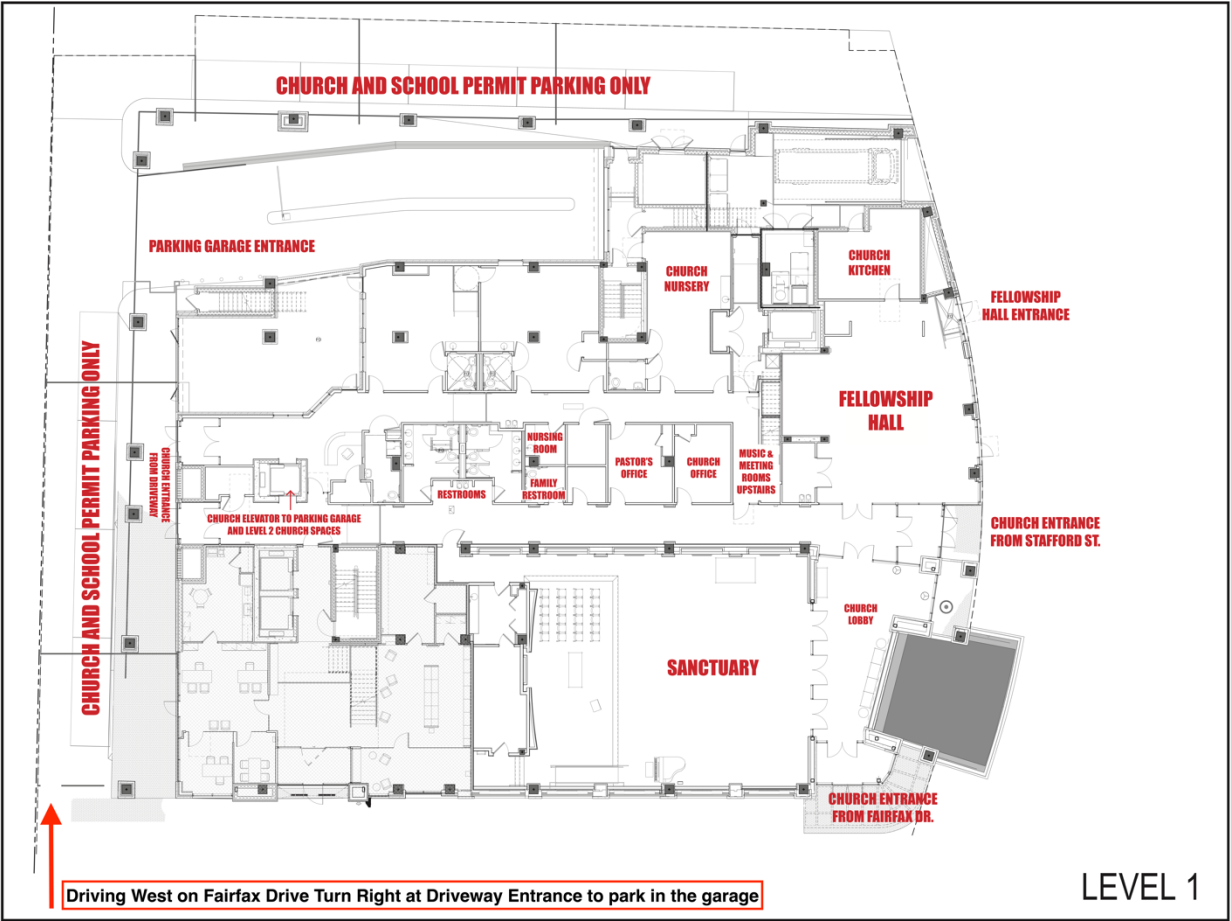 CHURCH AND SCHOOL PERMIT PARKING ONLY
PARKING GARAGE ENTRANCE
CHURCH
NURSERY
CHURCH
KITCHEN
FELLOWSHIP
HALL ENTRANCE
FELLOWSHIP
HALL
CHURCH AND SCHOOL PERMIT PARKING ONLY
CHURCH ENTRANCE
FROM DRIVEWAY
NURSING
ROOM
FAMILY
RESTROOM
RESTROOMS
PASTOR'S
OFFICE
CHURCH
OFFICE
MUSIC &
MEETING
ROOMS
UPSTAIRS
CHURCH ELEVATOR TO PARKING GARAGE
AND LEVEL 2 CHURCH SPACES
CHURCH ENTRANCE
FROM STAFFORD ST.
CHURCH
LOBBY
SANCTUARY
CHURCH ENTRANCE
FROM FAIRFAX DR.
Driving West on Fairfax Drive Turn Right at Driveway Entrance to park in the garage
LEVEL 1